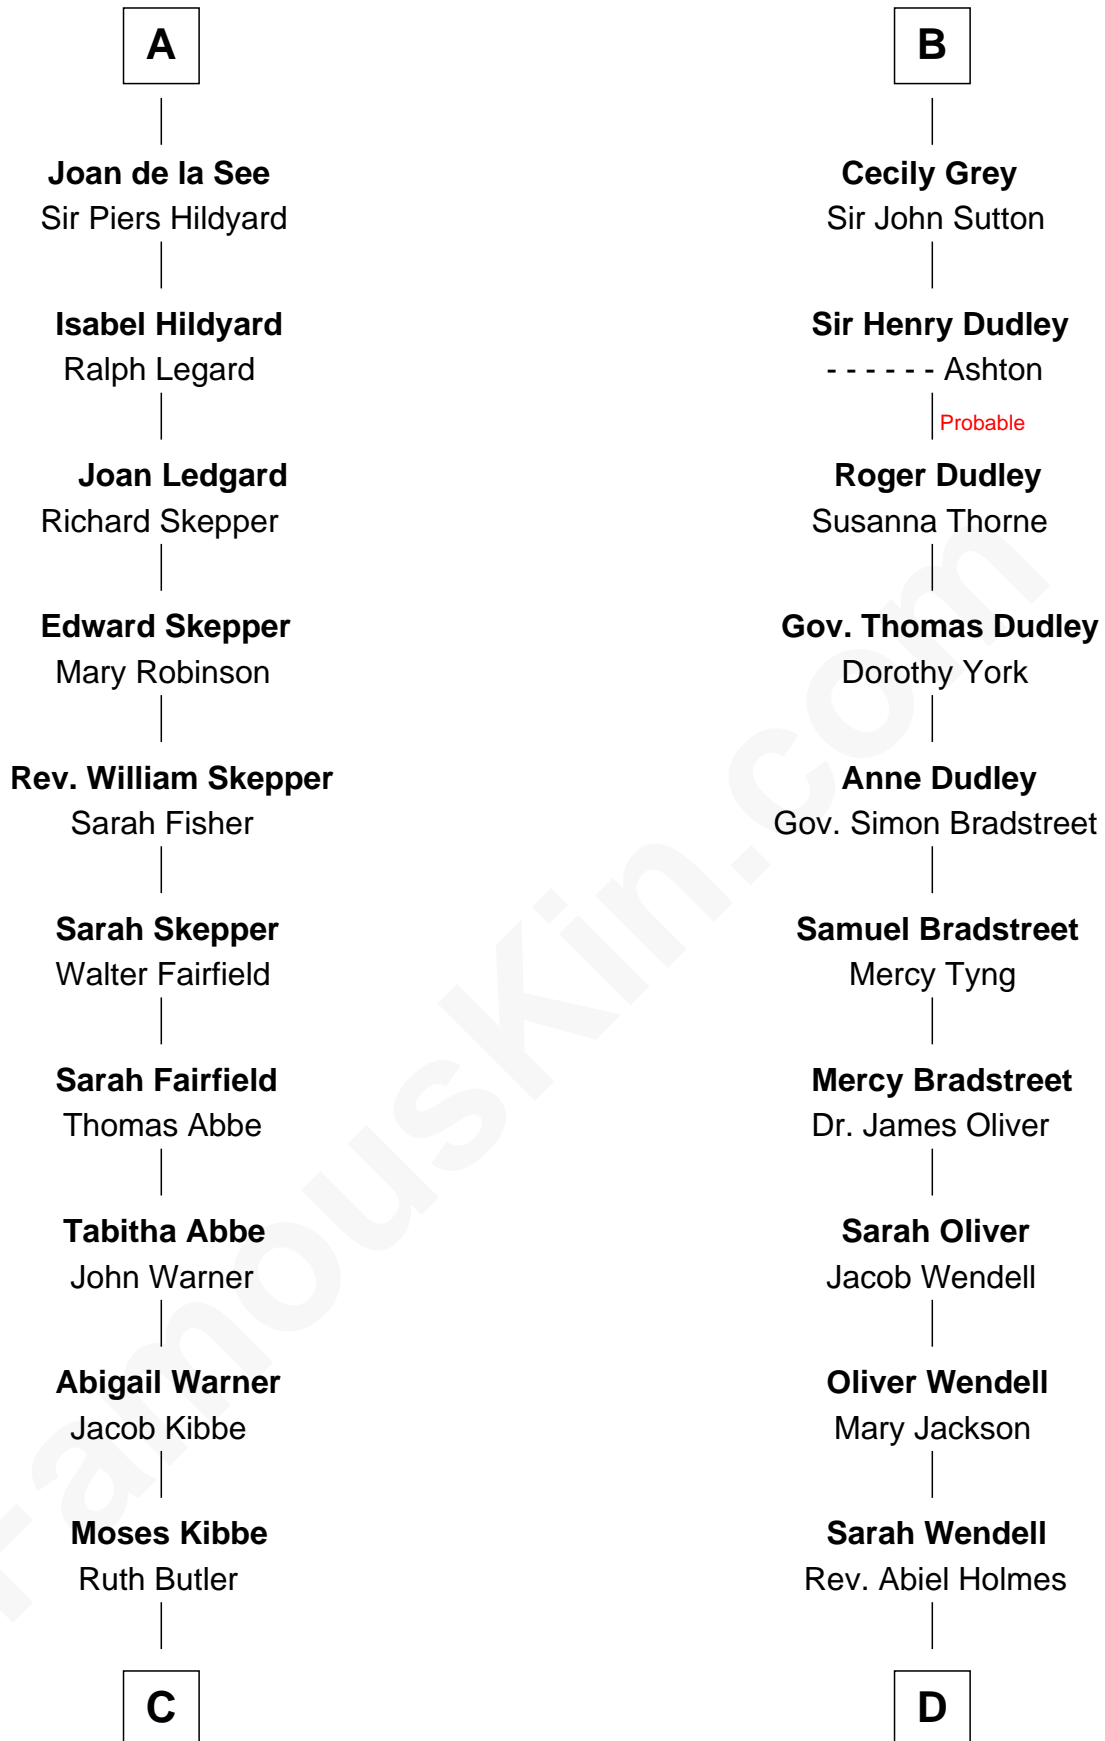 A
Joan de la See
Sir Piers Hildyard
Isabel Hildyard
Ralph Legard
Joan Ledgard
Richard Skepper
Edward Skepper
Mary Robinson
Rev. William Skepper
Sarah Fisher
Sarah Skepper
Walter Fairfield
Sarah Fairfield
Thomas Abbe
Tabitha Abbe
John Warner
Abigail Warner
Jacob Kibbe
Moses Kibbe
Ruth Butler
C
B
Cecily Grey
Sir John Sutton
Sir Henry Dudley
- - - - - - Ashton
Probable
Roger Dudley
Susanna Thorne
Gov. Thomas Dudley
Dorothy York
Anne Dudley
Gov. Simon Bradstreet
Samuel Bradstreet
Mercy Tyng
Mercy Bradstreet
Dr. James Oliver
Sarah Oliver
Jacob Wendell
Oliver Wendell
Mary Jackson
Sarah Wendell
Rev. Abiel Holmes
D
FamousKin.com